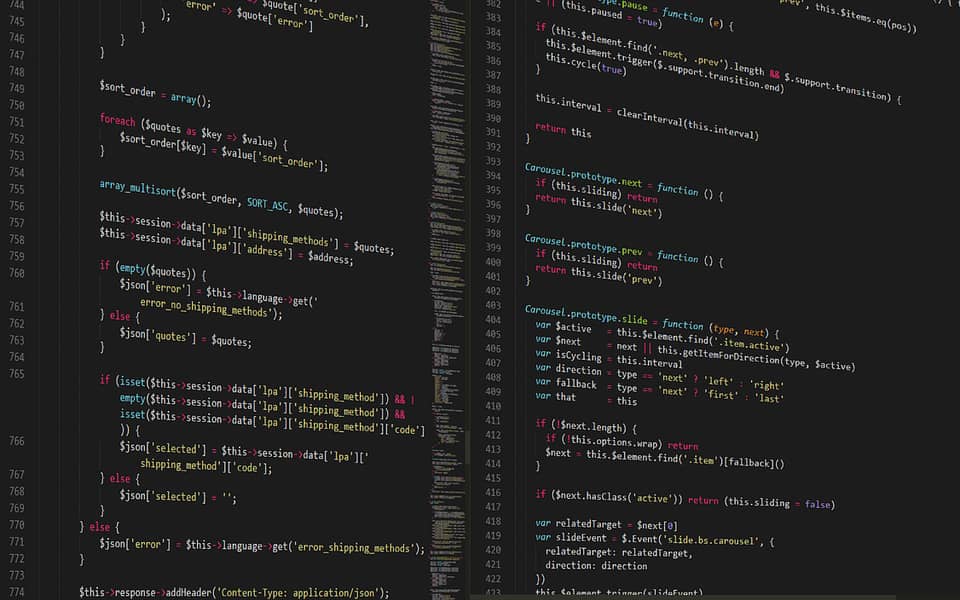 744
'error' => $quote['sort_order'],
745 'error' => $quote['error']
746 );
747 }
748 }
749 $sort_order = array();
750
751 foreach ($quotes as $key => $value) {
752 $sort_order[$key] = $value['sort_order'];
753 }
754
755 array_multisort($sort_order, SORT_ASC, $quotes);
756
757 $this->session->data['lpa']['shipping_methods'] = $quotes;
758 $this->session->data['lpa']['address'] = $address;
759
760 if (empty($quotes)) {
$json['error'] = $this->language->get('
error_no_shipping_methods');
761 } else {
762 $json['quotes'] = $quotes;
763 }
764
765 if (isset($this->session->data['lpa']['shipping_method']) && !
empty($this->session->data['lpa']['shipping_method']) &&
isset($this->session->data['lpa']['shipping_method']['code']
)) {
766 $json['selected'] = $this->session->data['lpa']['
shipping_method']['code'];
767 } else {
768 $json['selected'] = '';
769 }
770 } else {
771 $json['error'] = $this->language->get('error_shipping_methods');
772 }
773
774 $this->response->addHeader('Content-Type: application/json');
382 .pause = function (e) {
383 || (this.paused = true)
384
385 if (this.$element.find('.next, .prev').length && $.support.transition) {
386 this.$element.trigger($.support.transition.end)
387 this.cycle(true)
388 }
389
390 this.interval = clearInterval(this.interval)
391
392 return this
393 }
394
395 Carousel.prototype.next = function () {
396 if (this.sliding) return
397 return this.slide('next')
398 }
399
400 Carousel.prototype.prev = function () {
401 if (this.sliding) return
402 return this.slide('prev')
403 }
404
405 Carousel.prototype.slide = function (type, next) {
406 var $active = this.$element.find('.item.active')
407 var $next = next || this.getItemForDirection(type, $active)
408 var isCycling = this.interval
409 var direction = type == 'next' ? 'left' : 'right'
410 var fallback = type == 'next' ? 'first' : 'last'
411 var that = this
412
413 if (!$next.length) {
414 if (!this.options.wrap) return
$next = this.$element.find('.item')[fallback]()
415 }
416
if ($next.hasClass('active')) return (this.sliding = false)
417
418 var relatedTarget = $next[0]
419 var slideEvent = $.Event('slide.bs.carousel', {
420 relatedTarget: relatedTarget,
421 direction: direction
422 })
423 this.$element.trigger(slideEvent)